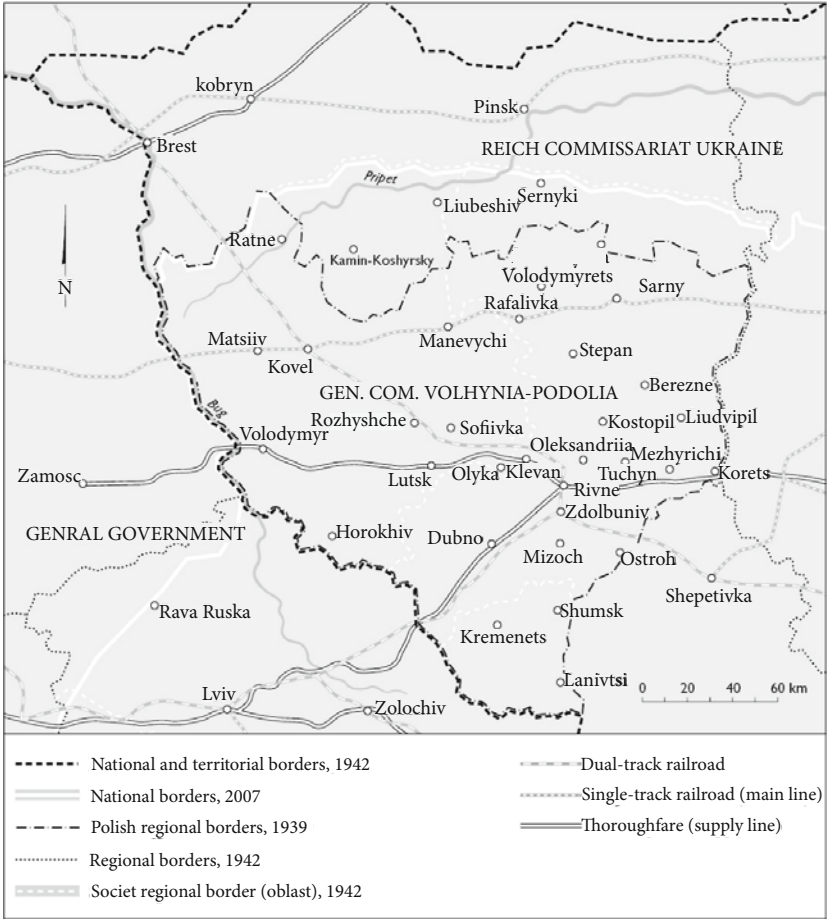 kobryn
Pinsk
Brest
REICH COMMISSARIAT UKRAINE
Pripet
Sernyki
Liubeshiv
Ratne
Kamin-Koshyrsky
N
Volodymyrets
Sarny
Rafalivka
Manevychi
Matsiiv
Kovel
Stepan
Berezne
GEN. COM. VOLHYNIA-PODOLIA
Bug
Rozhyshche
Sofiivka
Kostopil
Liudvipil
Volodymyr
Oleksandriia
Mezhyrichi
Zamosc
Lutsk
Olyka
Klevan
Tuchyn
Korets
Rivne
Zdolbuniv
GENRAL GOVERNMENT
Horokhiv
Dubno
Mizoch
Ostroh
Shepetivka
Rava Ruska
Shumsk
Kremenets
Lanivtsi
0 20 40 60 km
Lviv
Zolochiv
National and territorial borders, 1942
National borders, 2007
Polish regional borders, 1939
Regional borders, 1942
Societ regional border (oblast), 1942
Dual-track railroad
Single-track railroad (main line)
Thoroughfare (supply line)